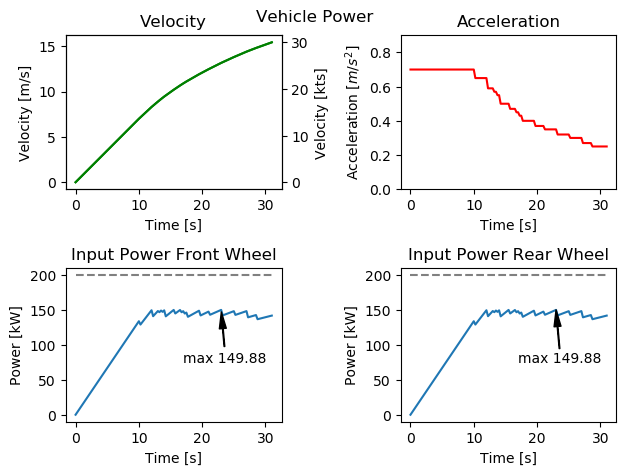 Vehicle Power
Velocity
15
10
5
0
Velocity [m/s]
30
20
10
0
Velocity [kts]
0 10 20 30
Time [s]
Acceleration
0.8
0.6
0.4
0.2
0.0
Acceleration [m/s²]
0 10 20 30
Time [s]
Input Power Front Wheel
200
150
100
50
0
Power [kW]
max 149.88
0 10 20 30
Time [s]
Input Power Rear Wheel
200
150
100
50
0
Power [kW]
max 149.88
0 10 20 30
Time [s]